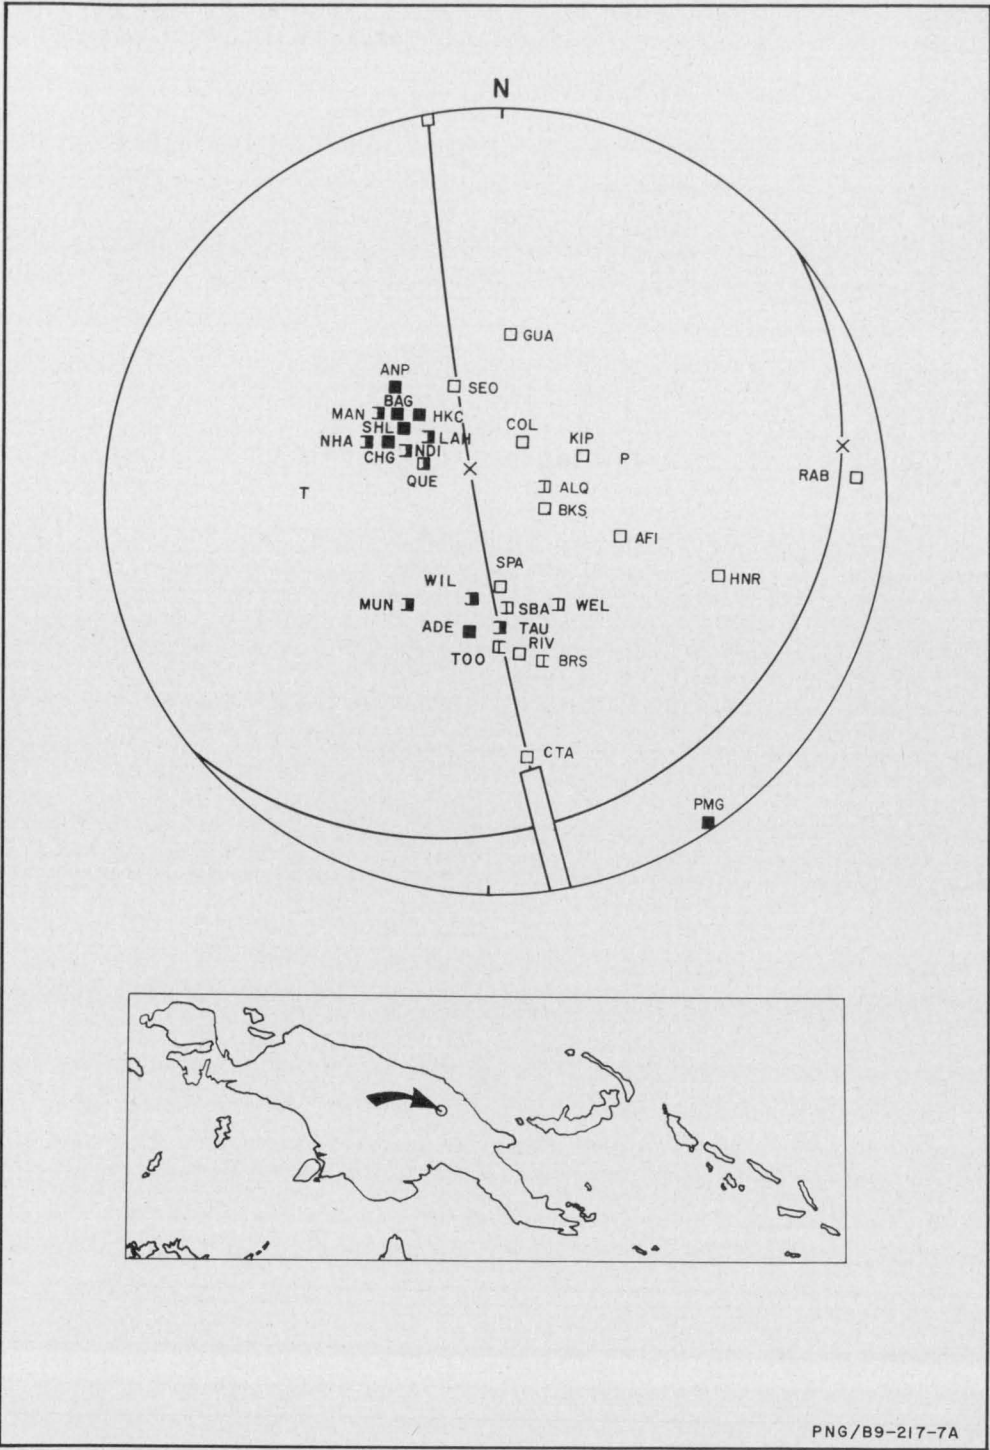 N
GUA
ANP
SEO
BAG
MAN
HKC
SHL
COL
KIP
NHA
LAH
NDI
CHG
P
QUE
RAB
T
ALQ
BKS
AFI
SPA
HNR
WIL
MUN
SBA
WEL
ADE
TAU
RIV
TOO
BRS
CTA
PMG
PNG/B9-217-7A